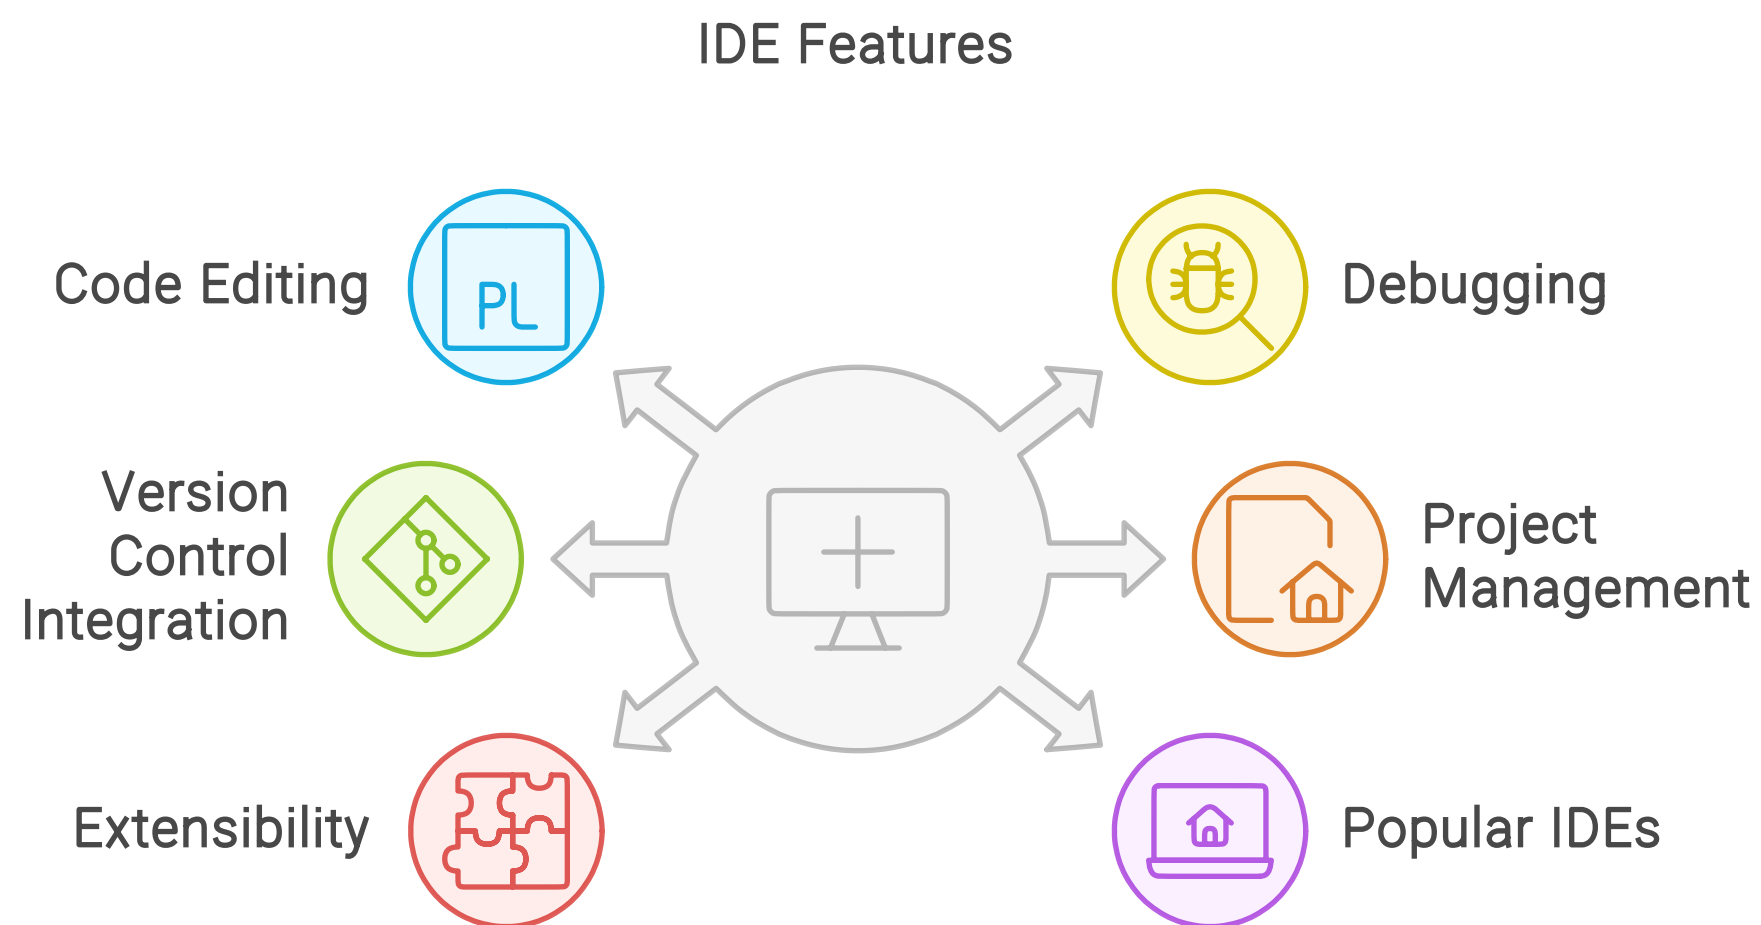 IDE Features
Code Editing
PL
Debugging
Version
Control
Integration
Project
Management
Extensibility
Popular IDEs